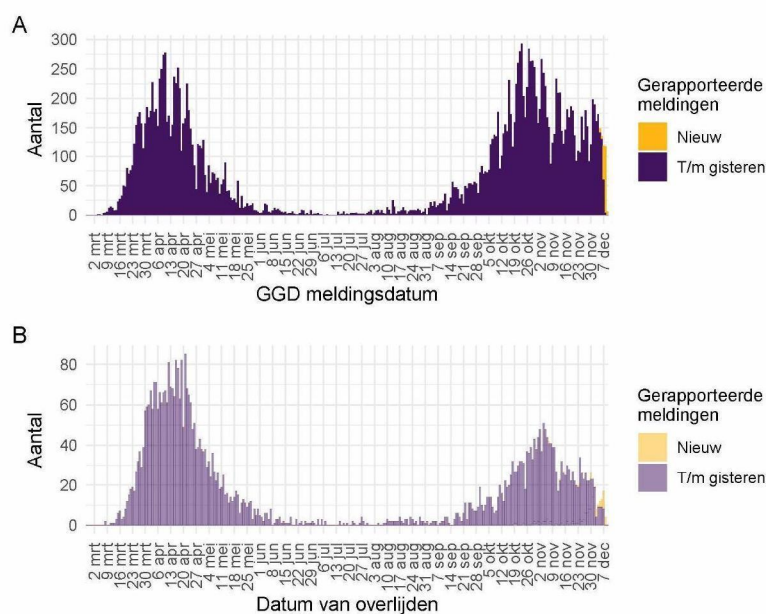 A
300
250
200
150
100
50
0
Aantal
2 mrt
9 mrt
16 mrt
23 mrt
30 mrt
6 apr
13 apr
20 apr
27 apr
4 mei
11 mei
18 mei
25 mei
1 jun
8 jun
15 jun
22 jun
29 jun
6 jul
13 jul
20 jul
27 jul
3 aug
10 aug
17 aug
24 aug
31 aug
7 sep
14 sep
21 sep
28 sep
5 okt
12 okt
19 okt
26 okt
2 nov
9 nov
16 nov
23 nov
30 nov
7 dec
GGD meldingsdatum
Gerapporteerde
meldingen
Nieuw
T/m gisteren
B
80
60
40
20
0
Aantal
2 mrt
9 mrt
16 mrt
23 mrt
30 mrt
6 apr
13 apr
20 apr
27 apr
4 mei
11 mei
18 mei
25 mei
1 jun
8 jun
15 jun
22 jun
29 jun
6 jul
13 jul
20 jul
27 jul
3 aug
10 aug
17 aug
24 aug
31 aug
7 sep
14 sep
21 sep
28 sep
5 okt
12 okt
19 okt
26 okt
2 nov
9 nov
16 nov
23 nov
30 nov
7 dec
Datum van overlijden
Gerapporteerde
meldingen
Nieuw
T/m gisteren